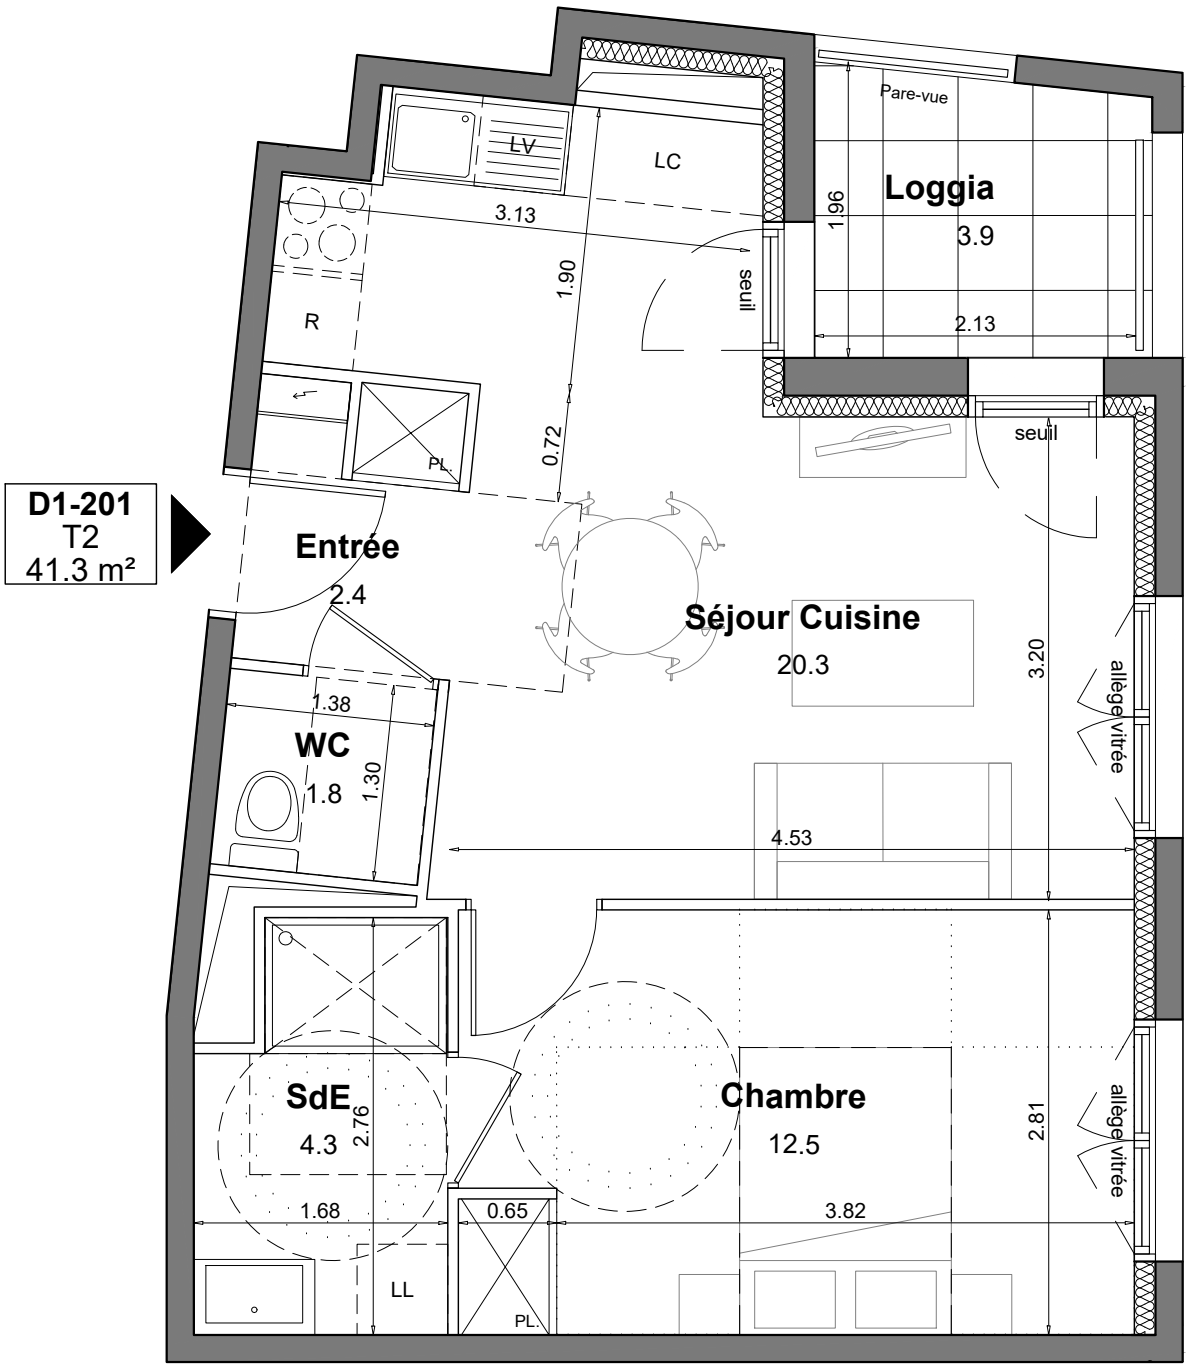 Pare-vue
LV
LC
Loggia
3.9
1.96
3.13
1.90
seuil
2.13
R
PL.
0.72
seuil
D1-201
T2
41.3 m²
Entrée
2.4
Séjour Cuisine
20.3
3.20
allège vitrée
1.38
WC
1.8
1.30
4.53
SdE
4.3
2.76
Chambre
12.5
2.81
allège vitrée
1.68
0.65
3.82
LL
PL.